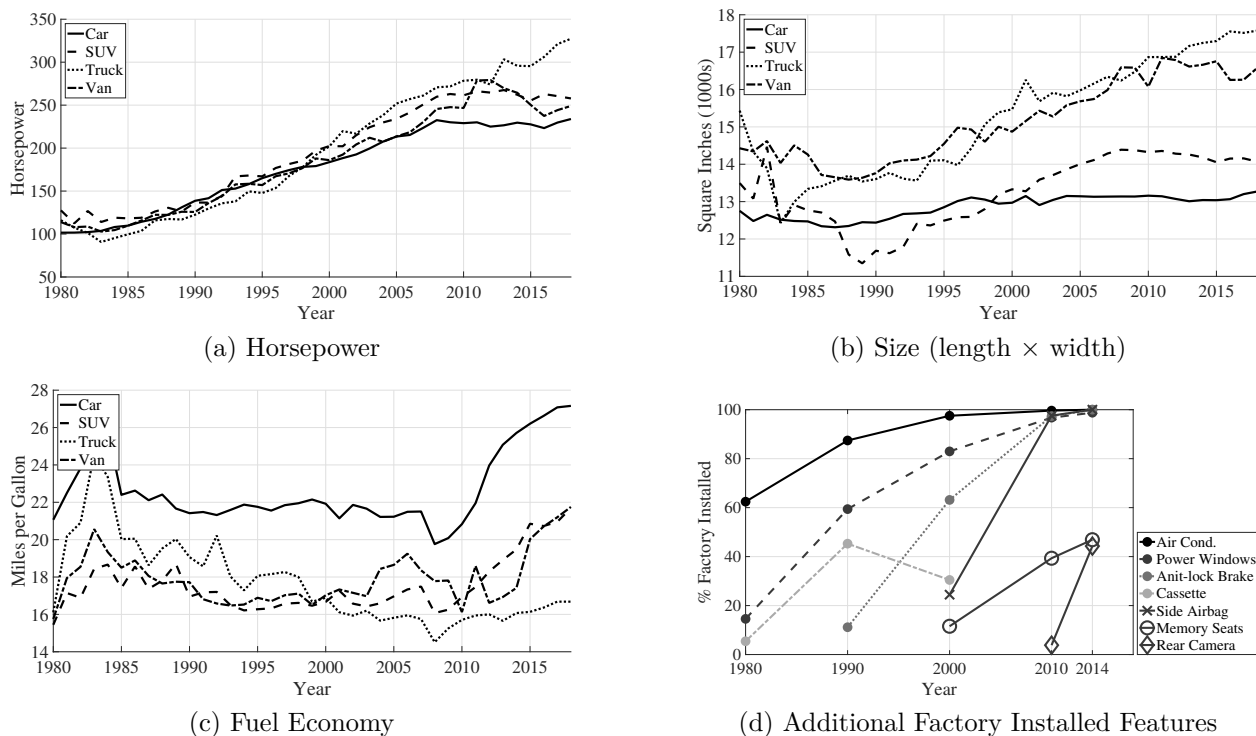 350
300
250
200
150
100
50
Horsepower
Car
SUV
Truck
Van
1980 1985 1990 1995 2000 2005 2010 2015
Year
(a) Horsepower
18
17
16
15
14
13
12
11
Square Inches (1000s)
Car
SUV
Truck
Van
1980 1985 1990 1995 2000 2005 2010 2015
Year
(b) Size (length × width)
28
26
24
22
20
18
16
14
Miles per Gallon
Car
SUV
Truck
Van
1980 1985 1990 1995 2000 2005 2010 2015
Year
(c) Fuel Economy
100
80
60
40
20
0
% Factory Installed
1980 1990 2000 2010 2014
Year
Air Cond.
Power Windows
Anit-lock Brake
Cassette
Side Airbag
Memory Seats
Rear Camera
(d) Additional Factory Installed Features